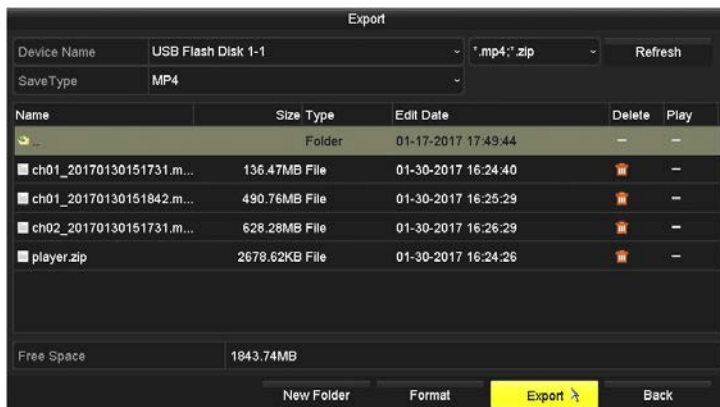 Export
Device Name USB Flash Disk 1-1 *.mp4;*.zip Refresh
SaveType MP4
Name Size Type Edit Date Delete Play
.. Folder 01-17-2017 17:49:44 — —
ch01_20170130151731.m... 136.47MB File 01-30-2017 16:24:40 —
ch01_20170130151842.m... 490.76MB File 01-30-2017 16:25:29 —
ch02_20170130151731.m... 628.28MB File 01-30-2017 16:26:29 —
player.zip 2678.62KB File 01-30-2017 16:24:26 —
Free Space 1843.74MB
New Folder Format Export Back